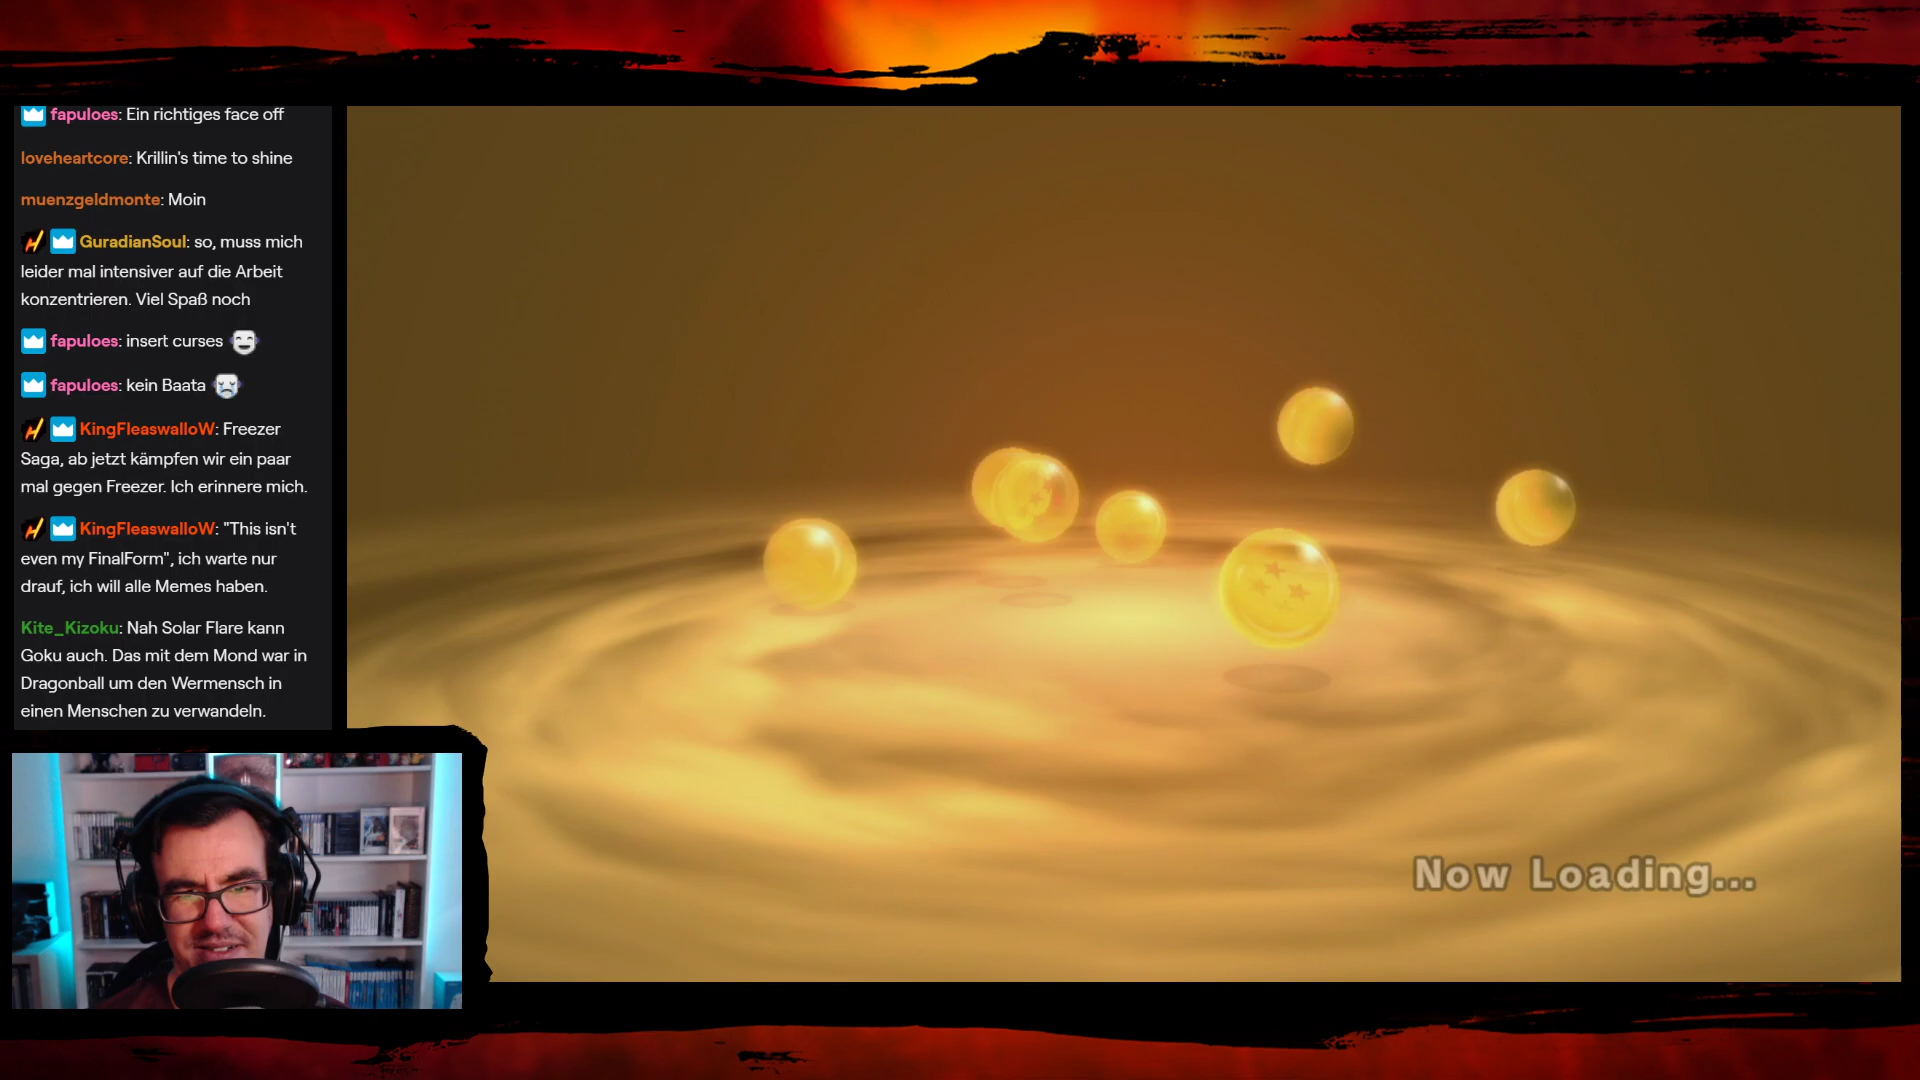 fapuloes: Ein richtiges face off
loveheartcore: Krillin's time to shine
muenzgeldmonte: Moin
GuradianSoul: so, muss mich
leider mal intensiver auf die Arbeit
konzentrieren. Viel Spaß noch
fapuloes: insert curses
fapuloes: kein Baata
KingFleaswalloW: Freezer
Saga, ab jetzt kämpfen wir ein paar
mal gegen Freezer. Ich erinnere mich.
KingFleaswalloW: "This isn't
even my FinalForm", ich warte nur
drauf, ich will alle Memes haben.
Kite_Kizoku: Nah Solar Flare kann
Goku auch. Das mit dem Mond war in
Dragonball um den Wermensch in
einen Menschen zu verwandeln.
Now Loading...